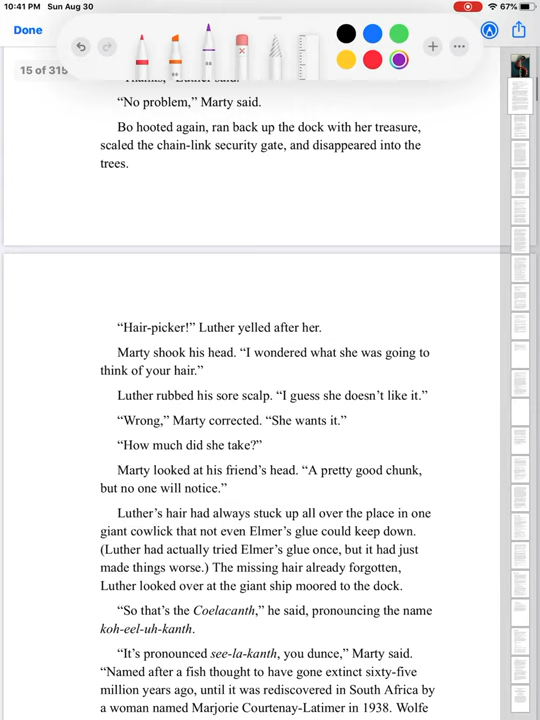 10:41 PM Sun Aug 30
67%
Done
15 of 315
“No problem,” Marty said.
Bo hooted again, ran back up the dock with her treasure,
scaled the chain-link security gate, and disappeared into the
trees.
“Hair-picker!” Luther yelled after her.
Marty shook his head. “I wondered what she was going to
think of your hair.”
Luther rubbed his sore scalp. “I guess she doesn’t like it.”
“Wrong,” Marty corrected. “She wants it.”
“How much did she take?”
Marty looked at his friend’s head. “A pretty good chunk,
but no one will notice.”
Luther’s hair had always stuck up all over the place in one
giant cowlick that not even Elmer’s glue could keep down.
(Luther had actually tried Elmer’s glue once, but it had just
made things worse.) The missing hair already forgotten,
Luther looked over at the giant ship moored to the dock.
“So that’s the Coelacanth,” he said, pronouncing the name
koh-eel-uh-kanth.
“It’s pronounced see-la-kanth, you dunce,” Marty said.
“Named after a fish thought to have gone extinct sixty-five
million years ago, until it was rediscovered in South Africa by
a woman named Marjorie Courtenay-Latimer in 1938. Wolfe